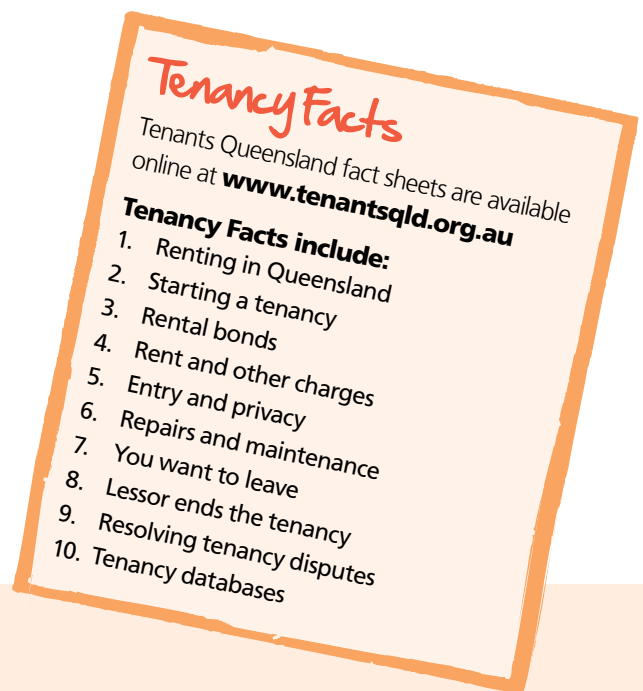 Tenancy Facts
Tenants Queensland fact sheets are available
online at www.tenantsqld.org.au
Tenancy Facts include:
1. Renting in Queensland
2. Starting a tenancy
3. Rental bonds
4. Rent and other charges
5. Entry and privacy
6. Repairs and maintenance
7. You want to leave
8. Lessor ends the tenancy
9. Resolving tenancy disputes
10. Tenancy databases